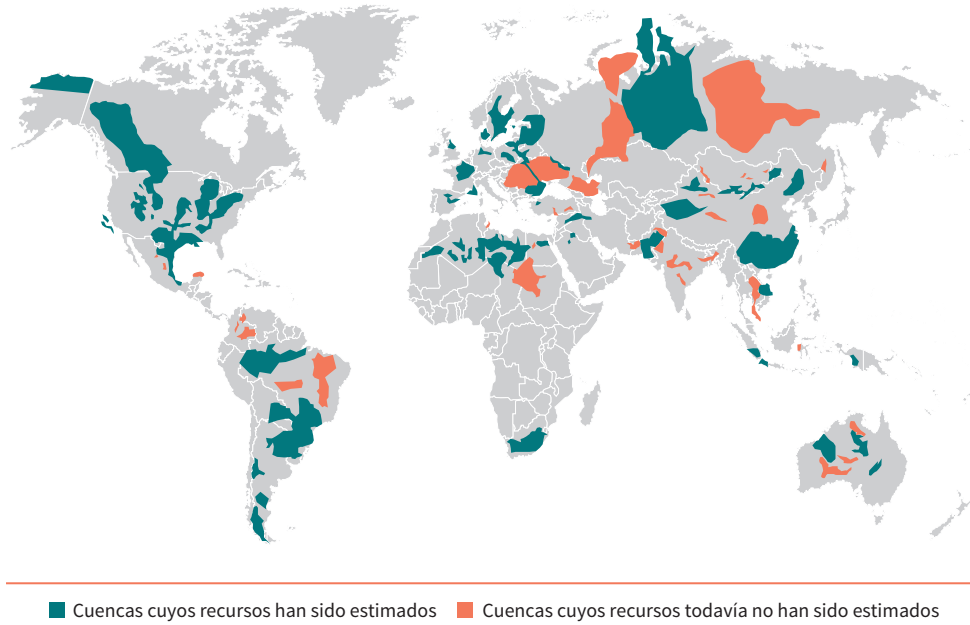 Cuencas cuyos recursos han sido estimados
Cuencas cuyos recursos todavía no han sido estimados